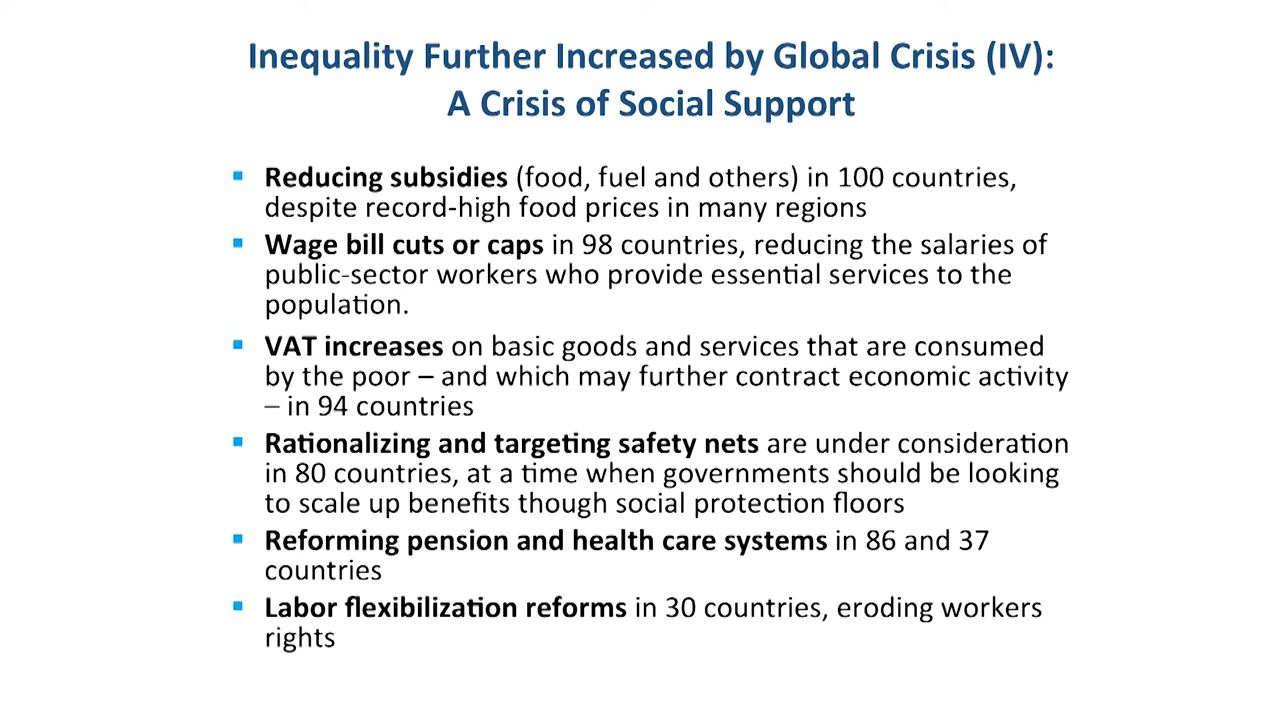 Inequality Further Increased by Global Crisis (IV):
A Crisis of Social Support
▪ Reducing subsidies (food, fuel and others) in 100 countries,
despite record-high food prices in many regions
▪ Wage bill cuts or caps in 98 countries, reducing the salaries of
public-sector workers who provide essential services to the
population.
▪ VAT increases on basic goods and services that are consumed
by the poor – and which may further contract economic activity
– in 94 countries
▪ Rationalizing and targeting safety nets are under consideration
in 80 countries, at a time when governments should be looking
to scale up benefits though social protection floors
▪ Reforming pension and health care systems in 86 and 37
countries
▪ Labor flexibilization reforms in 30 countries, eroding workers
rights